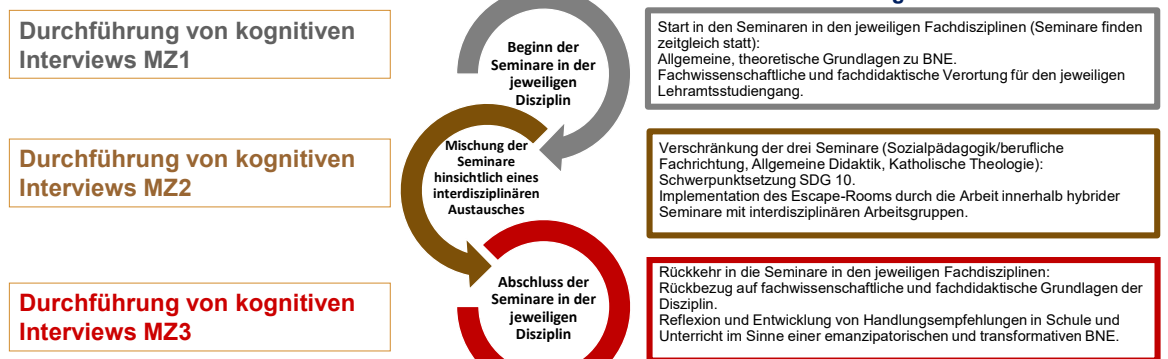 Durchführung von kognitiven
Interviews MZ1
Beginn der
Seminare in der
jeweiligen
Disziplin
Start in den Seminaren in den jeweiligen Fachdisziplinen (Seminare finden
zeitgleich statt):
Allgemeine, theoretische Grundlagen zu BNE.
Fachwissenschaftliche und fachdidaktische Verortung für den jeweiligen
Lehramtsstudiengang.
Durchführung von kognitiven
Interviews MZ2
Mischung der
Seminare
hinsichtlich eines
interdisziplinären
Austausches
Verschränkung der drei Seminare (Sozialpädagogik/berufliche
Fachrichtung, Allgemeine Didaktik, Katholische Theologie):
Schwerpunktsetzung SDG 10.
Implementation des Escape-Rooms durch die Arbeit innerhalb hybrider
Seminare mit interdisziplinären Arbeitsgruppen.
Durchführung von kognitiven
Interviews MZ3
Abschluss der
Seminare in der
jeweiligen
Disziplin
Rückkehr in die Seminare in den jeweiligen Fachdisziplinen:
Rückbezug auf fachwissenschaftliche und fachdidaktische Grundlagen der
Disziplin.
Reflexion und Entwicklung von Handlungsempfehlungen in Schule und
Unterricht im Sinne einer emanzipatorischen und transformativen BNE.